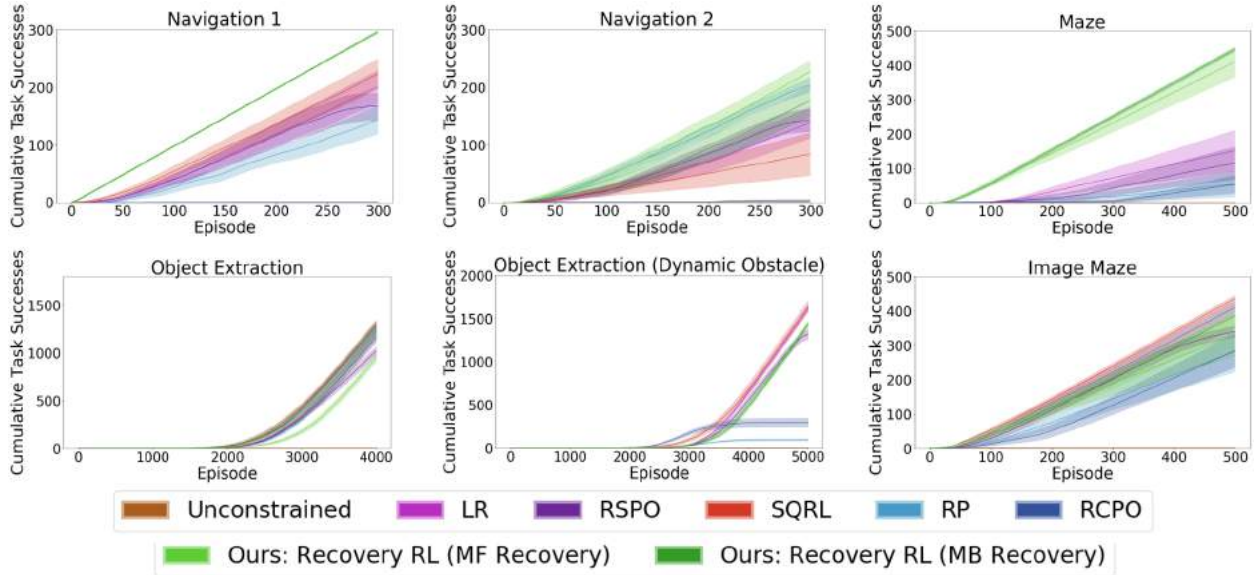 Navigation 1
Cumulative Task Successes
300
200
100
0
0 50 100 150 200 250 300
Episode
Navigation 2
Cumulative Task Successes
300
200
100
0
0 50 100 150 200 250 300
Episode
Maze
Cumulative Task Successes
500
400
300
200
100
0
0 100 200 300 400 500
Episode
Object Extraction
Cumulative Task Successes
1500
1000
500
0
0 1000 2000 3000 4000
Episode
Object Extraction (Dynamic Obstacle)
Cumulative Task Successes
2000
1500
1000
500
0
0 1000 2000 3000 4000 5000
Episode
Image Maze
Cumulative Task Successes
500
400
300
200
100
0
0 100 200 300 400 500
Episode
Unconstrained LR RSPO SQRL RP RCPO
Ours: Recovery RL (MF Recovery) Ours: Recovery RL (MB Recovery)